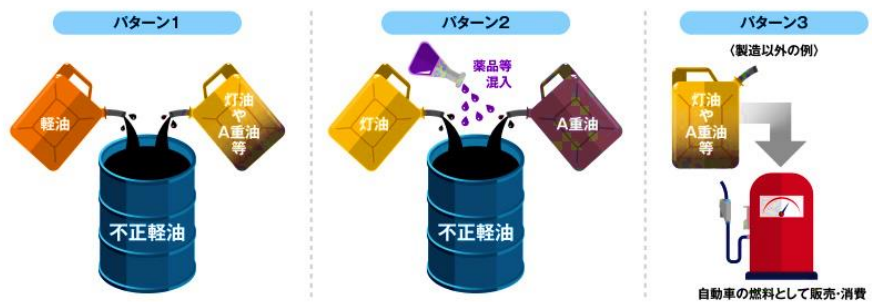 パターン1
軽油
灯油
や
A重油
等
不正軽油
パターン2
薬品等
混入
灯油
A重油
不正軽油
パターン3
〈製造以外の例〉
灯油
や
A重油
等
自動車の燃料として販売・消費